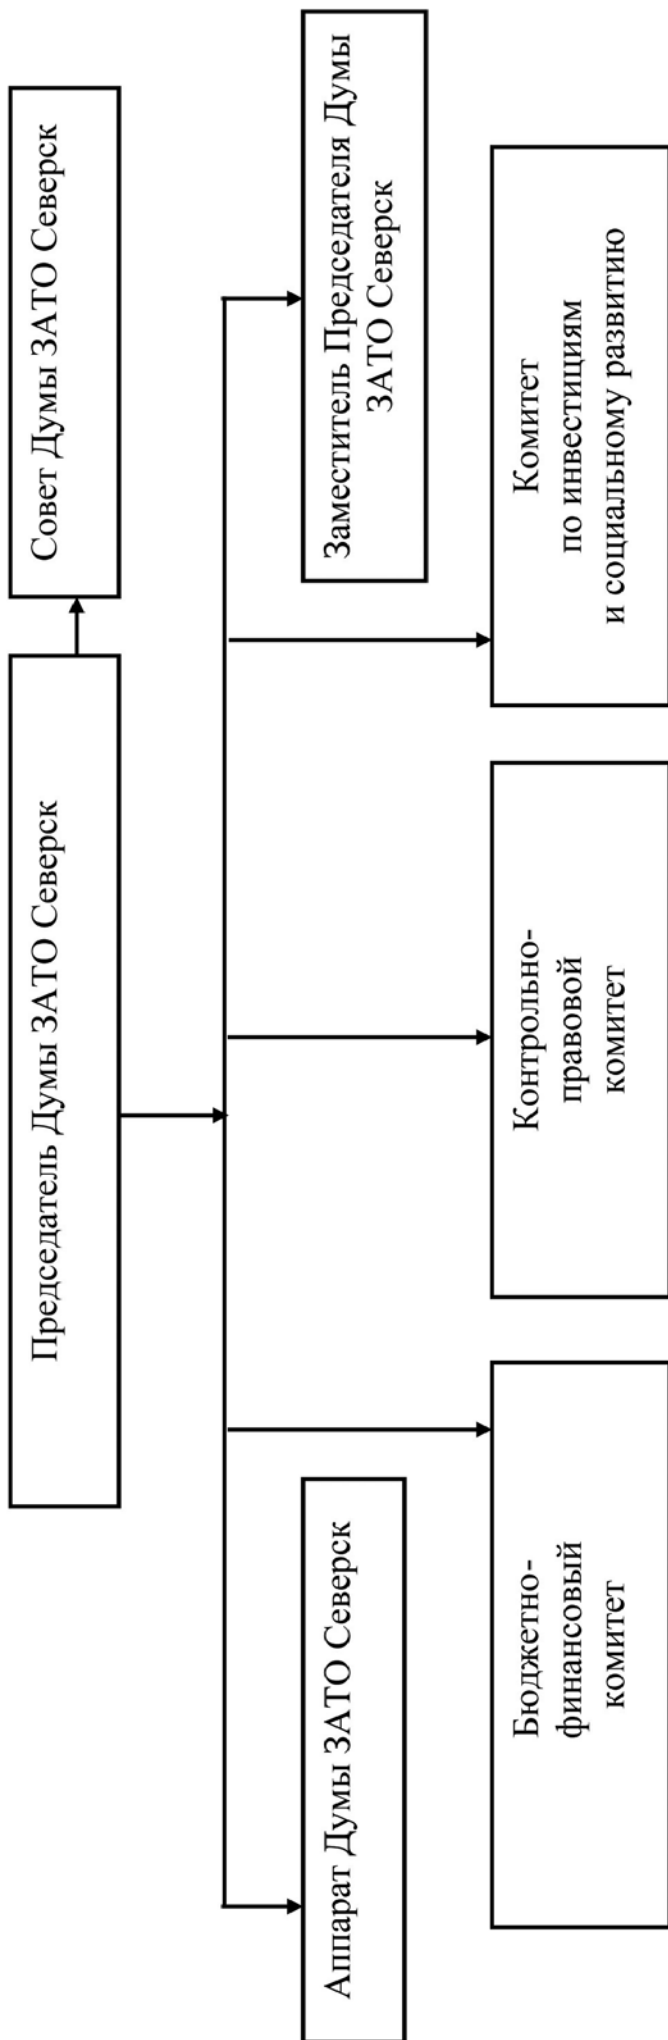 Председатель Думы ЗАТО Северск
Совет Думы ЗАТО Северск
Аппарат Думы ЗАТО Северск
Заместитель Председателя Думы
ЗАТО Северск
Бюджетно-
финансовый
комитет
Контрольно-
правовой
комитет
Комитет
по инвестициям
и социальному развитию